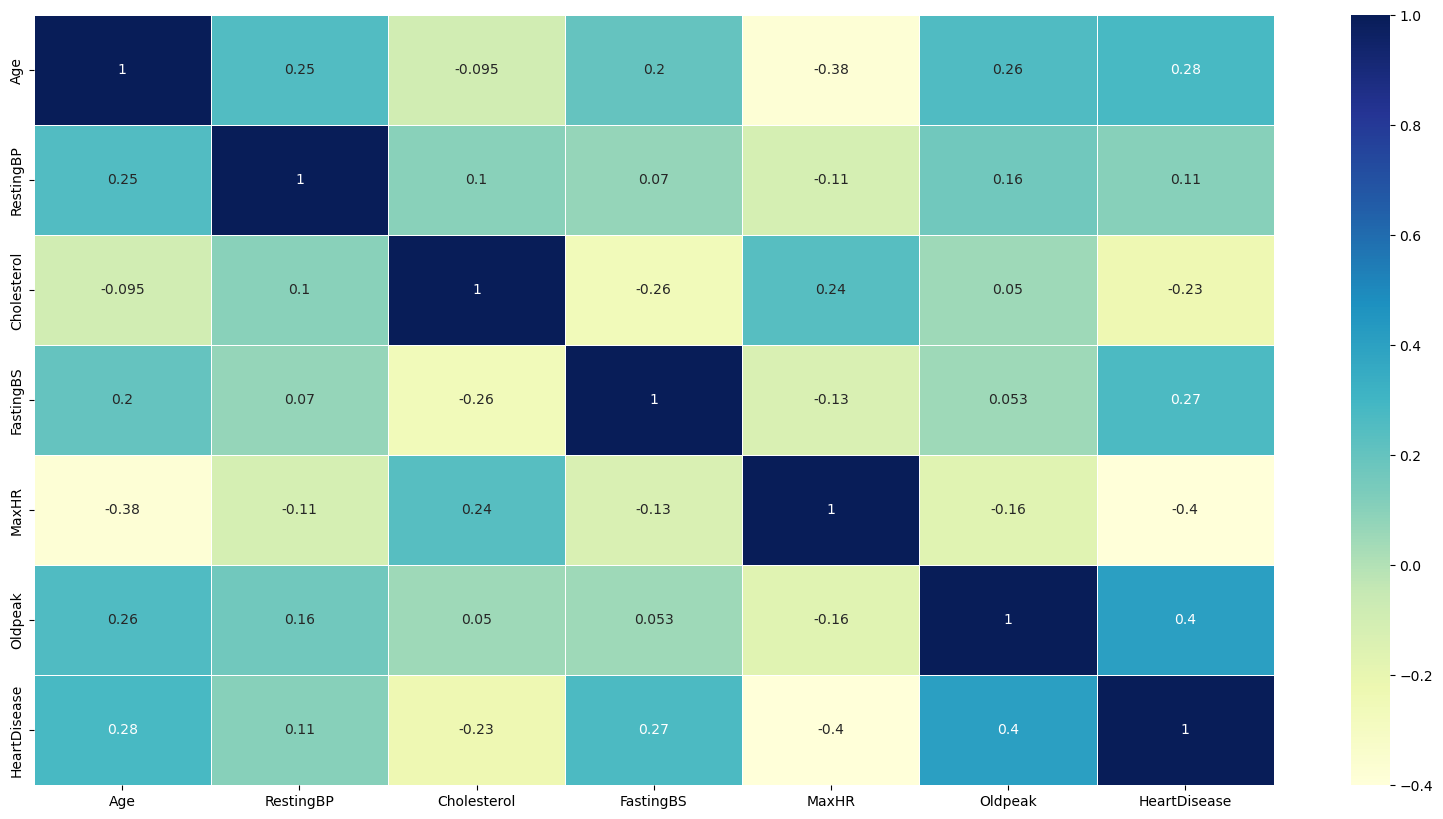 Age 1 0.25 -0.095 0.2 -0.38 0.26 0.28
RestingBP 0.25 1 0.1 0.07 -0.11 0.16 0.11
Cholesterol -0.095 0.1 1 -0.26 0.24 0.05 -0.23
FastingBS 0.2 0.07 -0.26 1 -0.13 0.053 0.27
MaxHR -0.38 -0.11 0.24 -0.13 1 -0.16 -0.4
Oldpeak 0.26 0.16 0.05 0.053 -0.16 1 0.4
HeartDisease 0.28 0.11 -0.23 0.27 -0.4 0.4 1
Age RestingBP Cholesterol FastingBS MaxHR Oldpeak HeartDisease
1.0
0.8
0.6
0.4
0.2
0.0
−0.2
−0.4